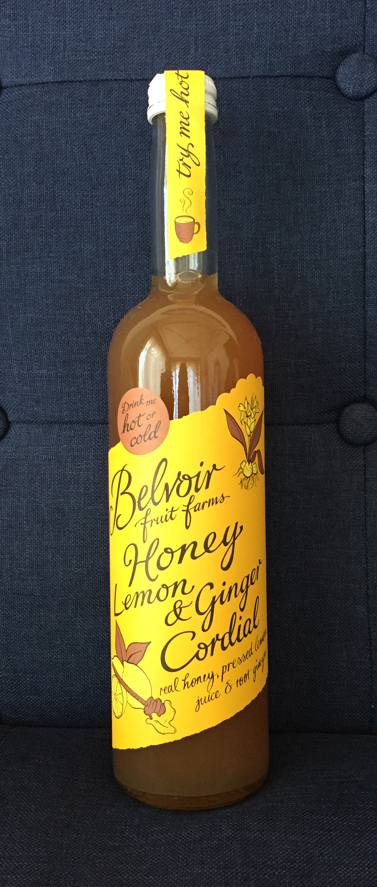 try me hot
Drink me
hot or
cold
Belvoir
fruit farms
Honey
Lemon
& Ginger
Cordial
real honey, pressed lemon
juice & root ginger